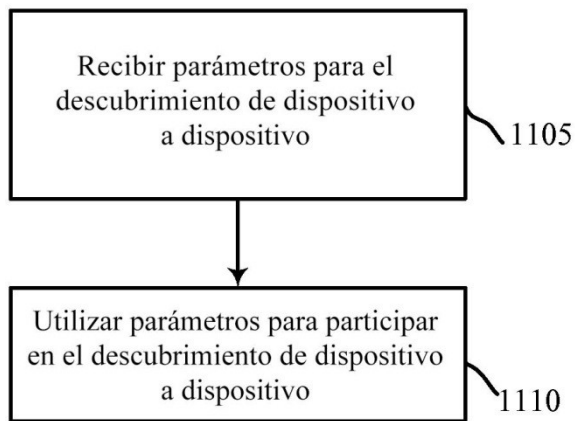 Recibir parámetros para el
descubrimiento de dispositivo
a dispositivo
1105
Utilizar parámetros para participar
en el descubrimiento de dispositivo
a dispositivo
1110